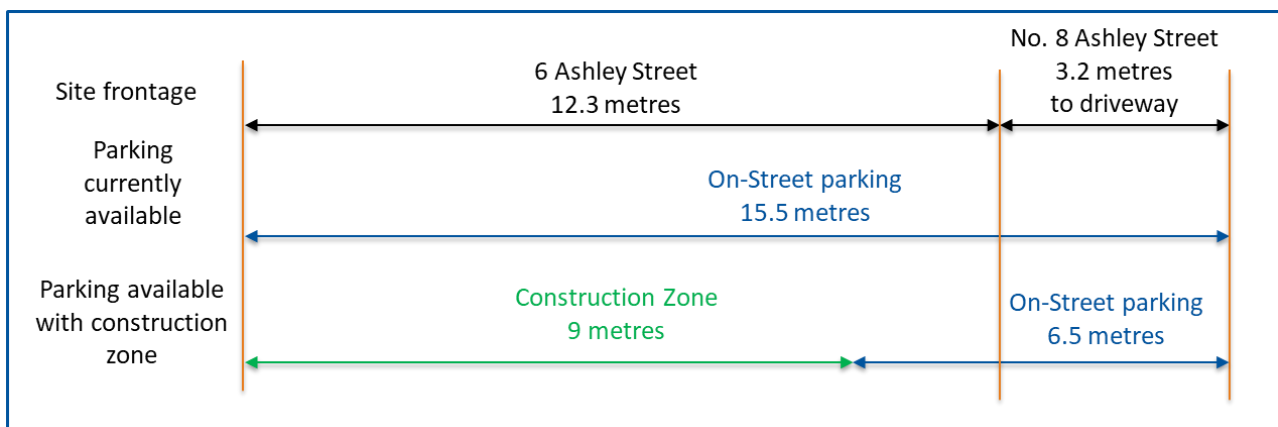 Site frontage
6 Ashley Street
12.3 metres
No. 8 Ashley Street
3.2 metres
to driveway
Parking
currently
available
On-Street parking
15.5 metres
Parking available
with construction
zone
Construction Zone
9 metres
On-Street parking
6.5 metres